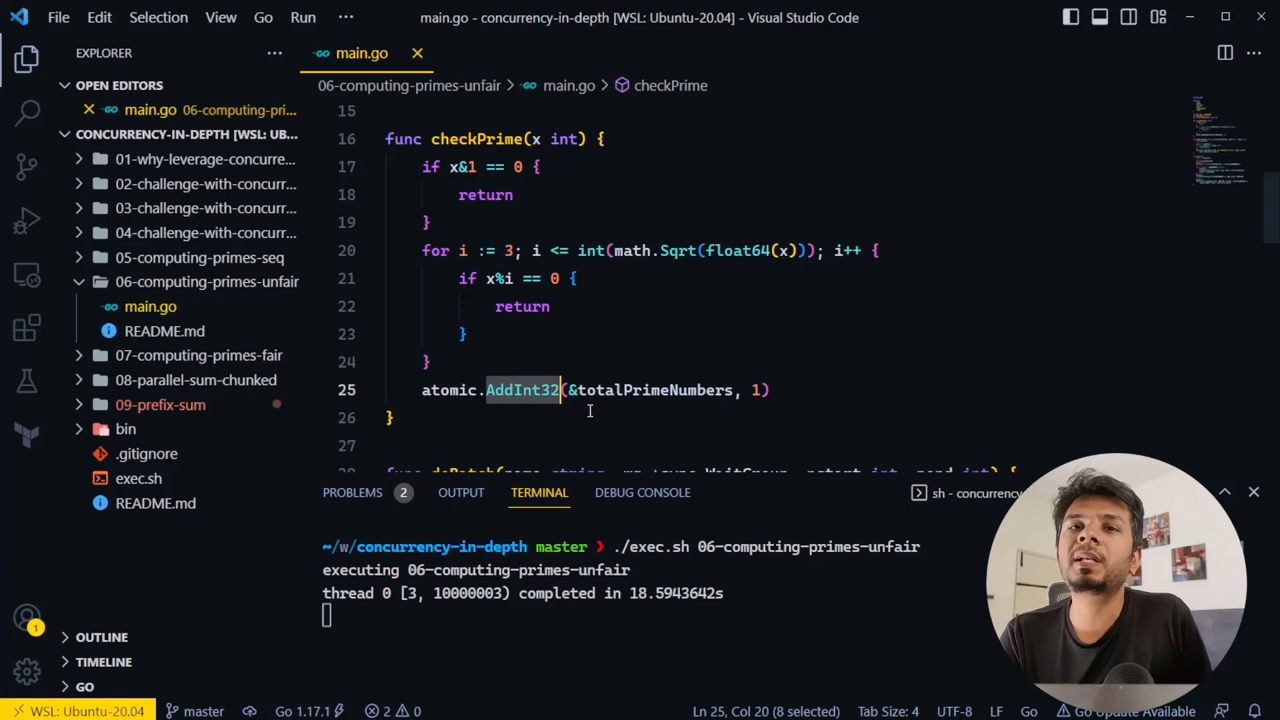 File Edit Selection View Go Run ··· main.go - concurrency-in-depth [WSL: Ubuntu-20.04] - Visual Studio Code
EXPLORER ···
OPEN EDITORS
main.go 06-computing-pri...
CONCURRENCY-IN-DEPTH [WSL: UB...
01-why-leverage-concurre...
02-challenge-with-concurr...
03-challenge-with-concurr...
04-challenge-with-concurr...
05-computing-primes-seq
06-computing-primes-unfair
main.go
README.md
07-computing-primes-fair
08-parallel-sum-chunked
09-prefix-sum
bin
.gitignore
exec.sh
README.md
OUTLINE
TIMELINE
GO
1
main.go
06-computing-primes-unfair > main.go > checkPrime
15
16 func checkPrime(x int) {
17 if x&1 == 0 {
18 return
19 }
20 for i := 3; i <= int(math.Sqrt(float64(x))); i++ {
21 if x%i == 0 {
22 return
23 }
24 }
25 atomic.AddInt32(&totalPrimeNumbers, 1)
26 }
27
PROBLEMS 2 OUTPUT TERMINAL DEBUG CONSOLE sh - concurrency
~/w/concurrency-in-depth master ❯ ./exec.sh 06-computing-primes-unfair
executing 06-computing-primes-unfair
thread 0 [3, 10000003) completed in 18.5943642s
WSL: Ubuntu-20.04 master Go 1.17.1 2 0 Ln 25, Col 20 (8 selected) Tab Size: 4 UTF-8 LF Go Go Update Available